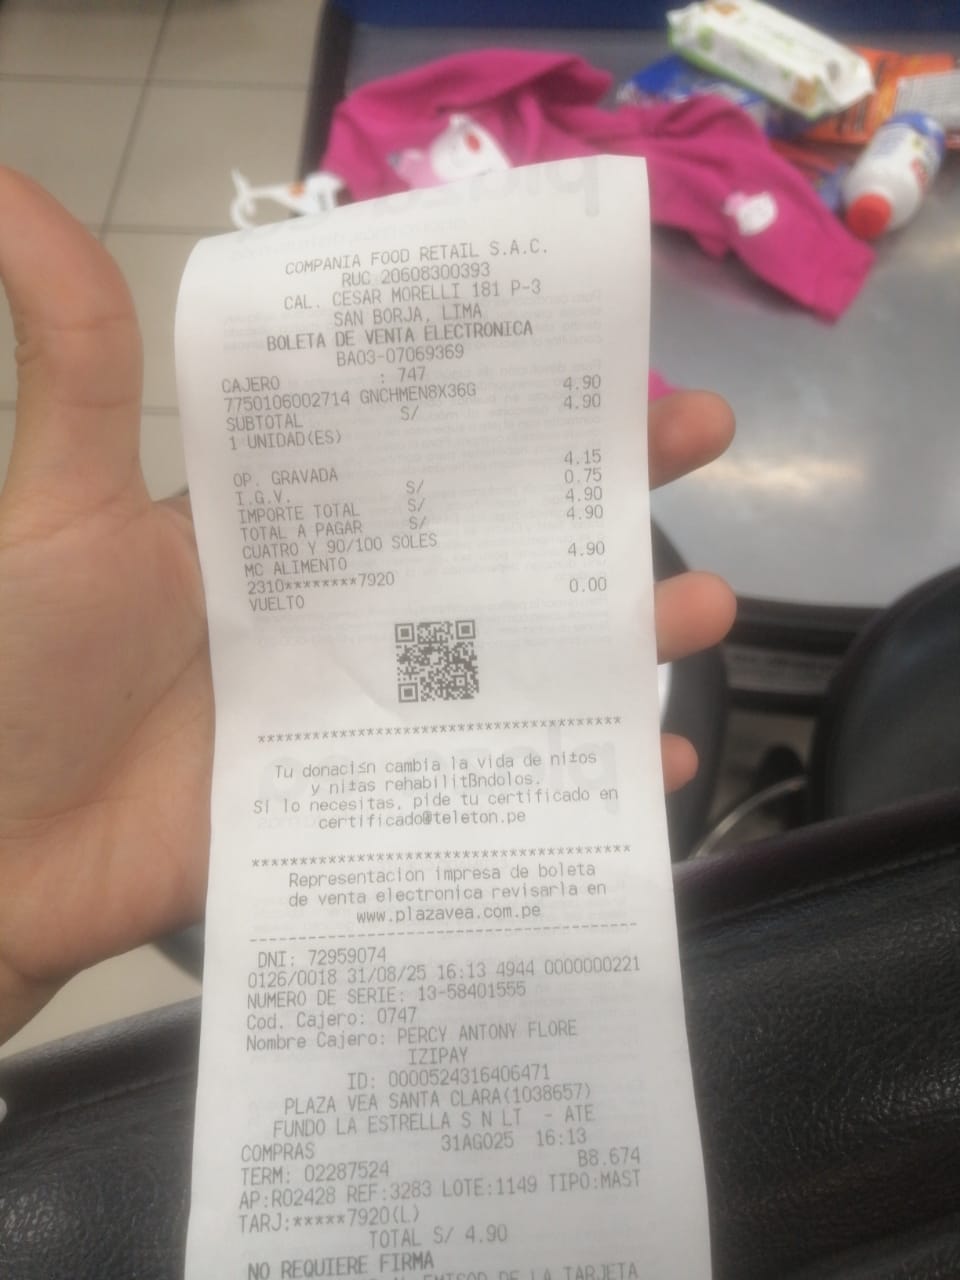 COMPANIA FOOD RETAIL S.A.C.
RUC 20608300393
CAL. CESAR MORELLI 181 P-3
SAN BORJA, LIMA
BOLETA DE VENTA ELECTRONICA
BA03-07069369
CAJERO : 747
7750106002714 GNCHMEN8X36G 4.90
SUBTOTAL S/ 4.90
1 UNIDAD(ES)
OP. GRAVADA 4.15
I.G.V. S/ 0.75
IMPORTE TOTAL S/ 4.90
TOTAL A PAGAR S/ 4.90
CUATRO Y 90/100 SOLES
MC ALIMENTO 4.90
2310********7920
VUELTO 0.00
**************************************
Tu donación cambia la vida de ni±os
y ni±as rehabilitßndolos.
Si lo necesitas, pide tu certificado en
certificado@teleton.pe
**************************************
Representacion impresa de boleta
de venta electronica revisarla en
www.plazavea.com.pe
----------------------------------------
DNI: 72959074
0126/0018 31/08/25 16:13 4944 0000000221
NUMERO DE SERIE: 13-58401555
Cod. Cajero: 0747
Nombre Cajero: PERCY ANTONY FLORE
IZIPAY
ID: 0000524316406471
PLAZA VEA SANTA CLARA(1038657)
FUNDO LA ESTRELLA S N LT - ATE
COMPRAS 31AGO25 16:13
TERM: 02287524 B8.674
AP:R02428 REF:3283 LOTE:1149 TIPO:MAST
TARJ:*****7920(L)
TOTAL S/ 4.90
NO REQUIERE FIRMA
EMISOR DE LA TARJETA